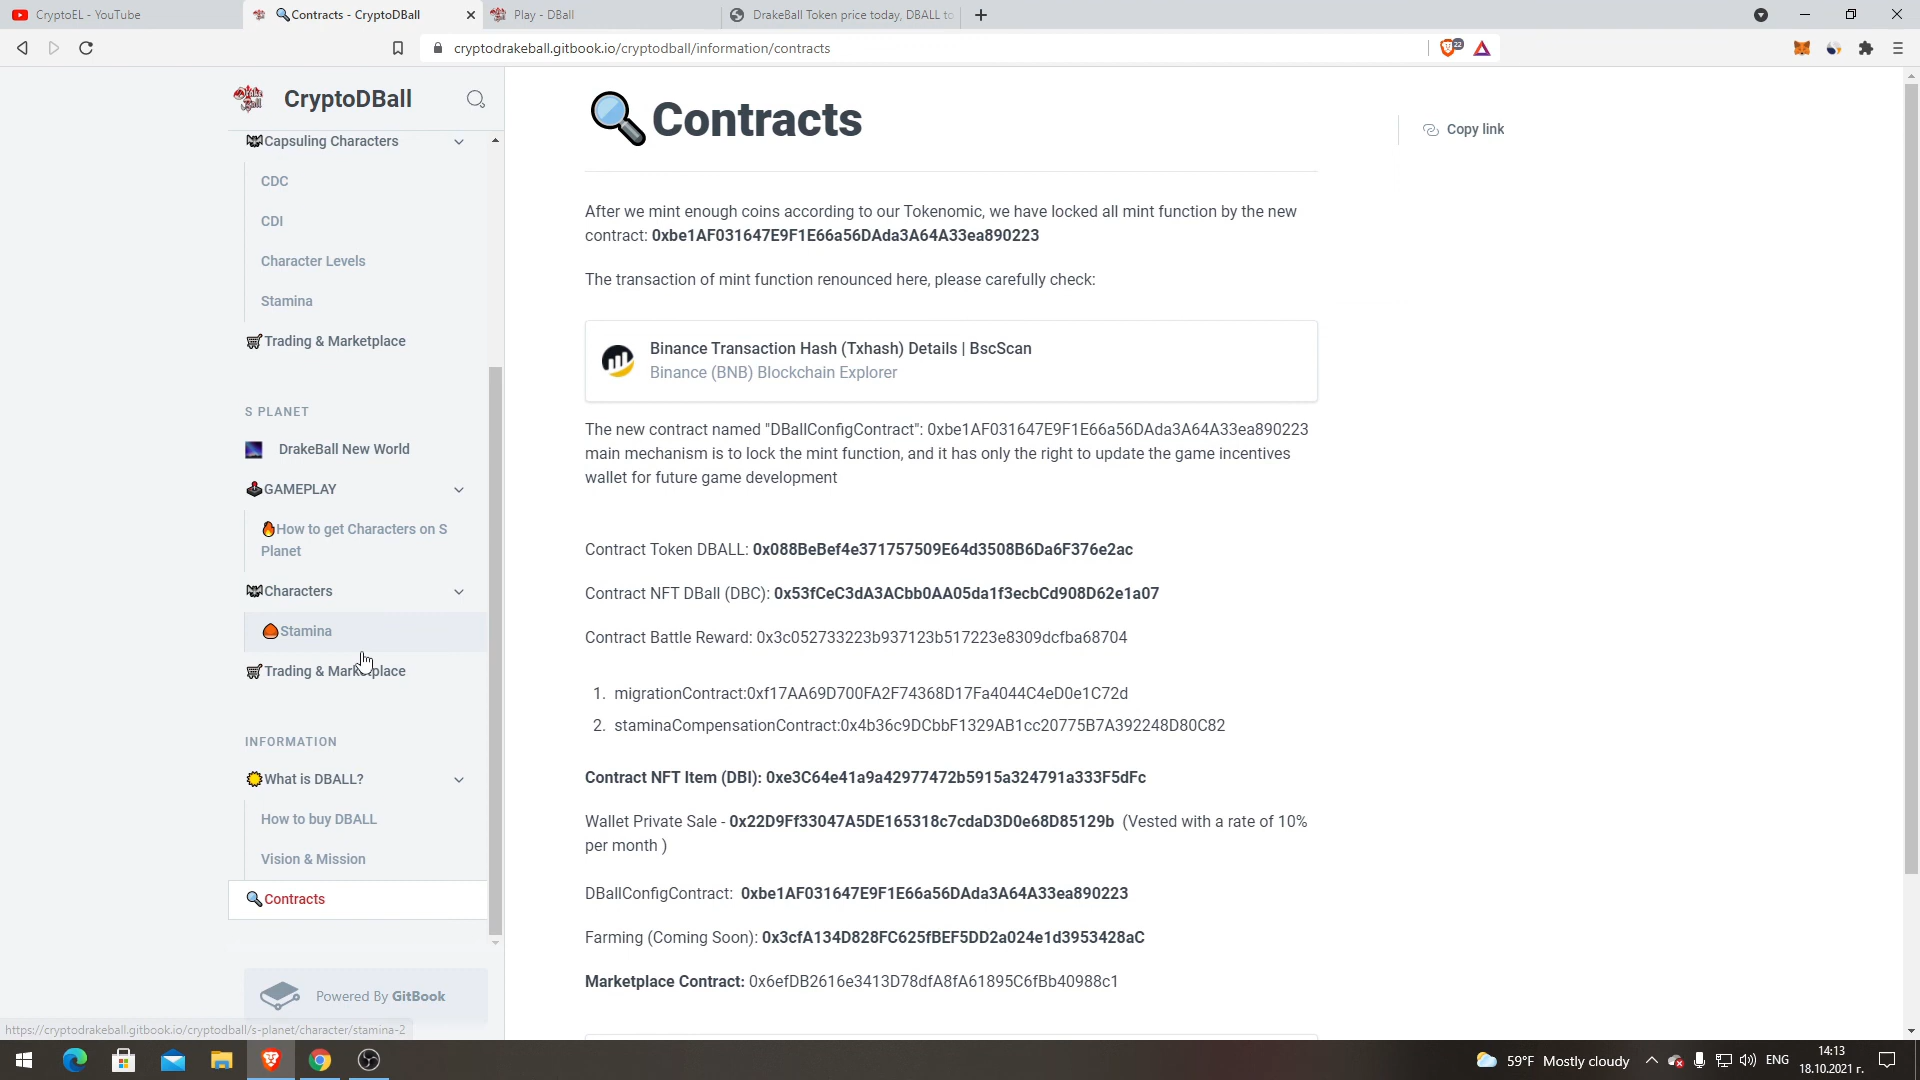 CryptoEL - YouTube
Contracts - CryptoDBall
Play - DBall
DrakeBall Token price today, DBALL to
cryptodrakeball.gitbook.io/cryptodball/information/contracts
22
CryptoDBall
Capsuling Characters
CDC
CDI
Character Levels
Stamina
Trading & Marketplace
S PLANET
DrakeBall New World
GAMEPLAY
How to get Characters on S
Planet
Characters
Stamina
Trading & Marketplace
INFORMATION
What is DBALL?
How to buy DBALL
Vision & Mission
Contracts
Powered By GitBook
https://cryptodrakeball.gitbook.io/cryptodball/s-planet/character/stamina-2
Contracts
Copy link
After we mint enough coins according to our Tokenomic, we have locked all mint function by the new
contract: 0xbe1AF031647E9F1E66a56DAda3A64A33ea890223
The transaction of mint function renounced here, please carefully check:
Binance Transaction Hash (Txhash) Details | BscScan
Binance (BNB) Blockchain Explorer
The new contract named "DBallConfigContract": 0xbe1AF031647E9F1E66a56DAda3A64A33ea890223
main mechanism is to lock the mint function, and it has only the right to update the game incentives
wallet for future game development
Contract Token DBALL: 0x088BeBef4e371757509E64d3508B6Da6F376e2ac
Contract NFT DBall (DBC): 0x53fCeC3dA3ACbb0AA05da1f3ecbCd908D62e1a07
Contract Battle Reward: 0x3c052733223b937123b517223e8309dcfba68704
1. migrationContract:0xf17AA69D700FA2F74368D17Fa4044C4eD0e1C72d
2. staminaCompensationContract:0x4b36c9DCbbF1329AB1cc20775B7A392248D80C82
Contract NFT Item (DBI): 0xe3C64e41a9a42977472b5915a324791a333F5dFc
Wallet Private Sale - 0x22D9Ff33047A5DE165318c7cdaD3D0e68D85129b (Vested with a rate of 10%
per month )
DBallConfigContract: 0xbe1AF031647E9F1E66a56DAda3A64A33ea890223
Farming (Coming Soon): 0x3cfA134D828FC625fBEF5DD2a024e1d3953428aC
Marketplace Contract: 0x6efDB2616e3413D78dfA8fA61895C6fBb40988c1
59°F Mostly cloudy
ENG
14:13
18.10.2021 г.